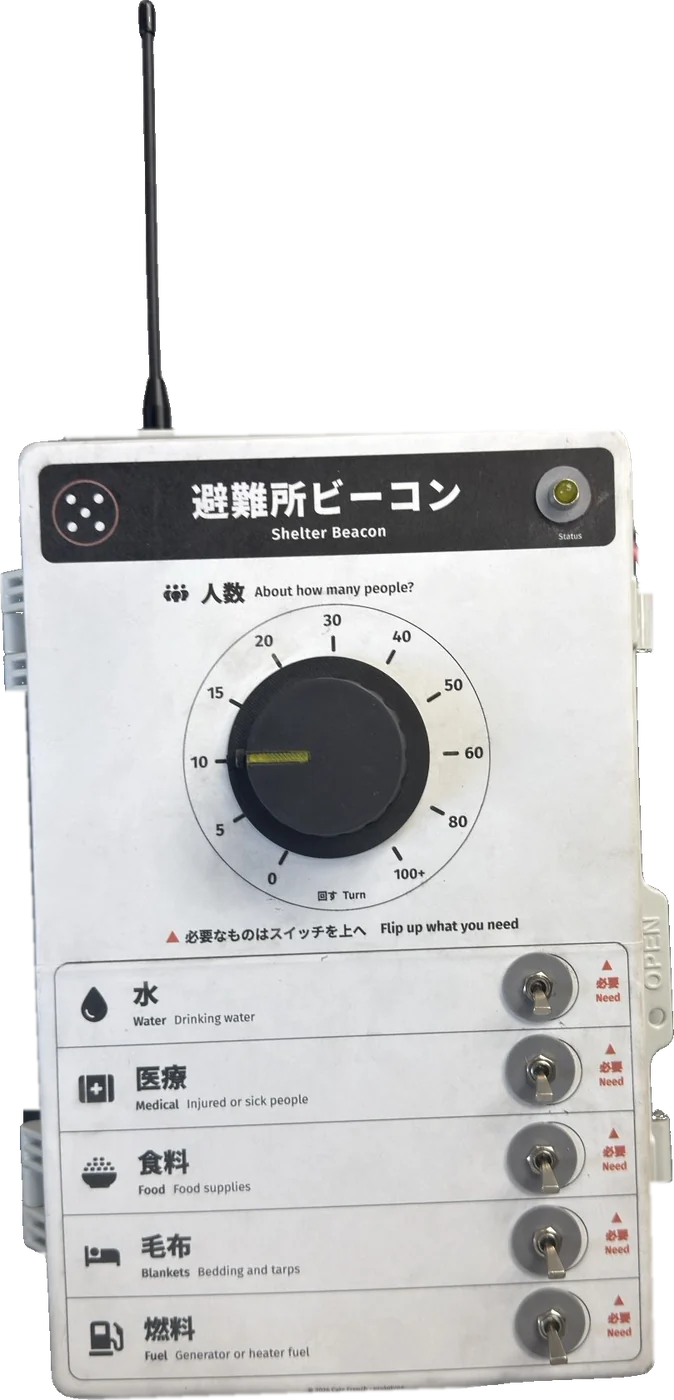 避難所ビーコン
Shelter Beacon
Status
人数 About how many people?
30
20 40
15 50
10 60
5 80
0 100+
回す Turn
▲ 必要なものはスイッチを上へ Flip up what you need
水
Water Drinking water
▲
必要
Need
医療
Medical Injured or sick people
▲
必要
Need
食料
Food Food supplies
▲
必要
Need
毛布
Blankets Bedding and tarps
▲
必要
Need
燃料
Fuel Generator or heater fuel
▲
必要
Need
OPEN